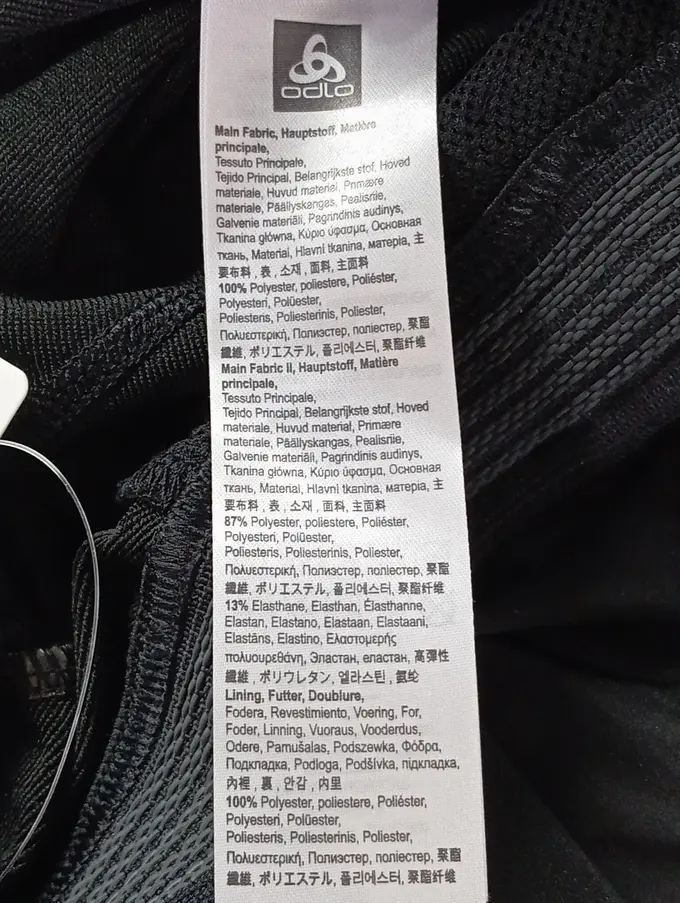 odlo
Main Fabric, Hauptstoff, Matière
principale,
Tessuto Principale,
Tejido Principal, Belangrijkste stof, Hoved
materiale, Huvud material, Primære
materiale, Päällyskangas, Pealisriie,
Galvenie materiāli, Pagrindinis audinys,
Tkanina główna, Κύριο ύφασμα, Основная
ткань, Material, Hlavní tkanina, матерія, 主
要布料 , 表 , 소재 , 面料 , 主面料
100% Polyester, poliestere, Poliéster,
Polyesteri, Polüester,
Poliesteris, Poliesterinis, Poliester,
Πολυεστερική, Полиэстер, поліестер, 聚酯
纖維 , ポリエステル , 폴리에스터 , 聚酯纤维
Main Fabric II, Hauptstoff, Matière
principale,
Tessuto Principale,
Tejido Principal, Belangrijkste stof, Hoved
materiale, Huvud material, Primære
materiale, Päällyskangas, Pealisriie,
Galvenie materiāli, Pagrindinis audinys,
Tkanina główna, Κύριο ύφασμα, Основная
ткань, Material, Hlavní tkanina, матерія, 主
要布料 , 表 , 소재 , 面料 , 主面料
87% Polyester, poliestere, Poliéster,
Polyesteri, Polüester,
Poliesteris, Poliesterinis, Poliester,
Πολυεστερική, Полиэстер, поліестер, 聚酯
纖維 , ポリエステル , 폴리에스터 , 聚酯纤维
13% Elasthane, Elasthan, Élasthanne,
Elastan, Elastano, Elastaan, Elastaani,
Elastāns, Elastino, Ελαστομερής
πολυουρεθάνη, Эластан, еластан, 高彈性
纖維 , ポリウレタン , 엘라스틴 , 氨纶
Lining, Futter, Doublure,
Fodera, Revestimiento, Voering, For,
Foder, Linning, Vuoraus, Vooderdus,
Odere, Pamušalas, Podszewka, Φόδρα,
Подкладка, Podloga, Podšívka, підкладка,
內裡 , 裏 , 안감 , 内里
100% Polyester, poliestere, Poliéster,
Polyesteri, Polüester,
Poliesteris, Poliesterinis, Poliester,
Πολυεστερική, Полиэстер, поліестер, 聚酯
纖維 , ポリエステル , 폴리에스터 , 聚酯纤维